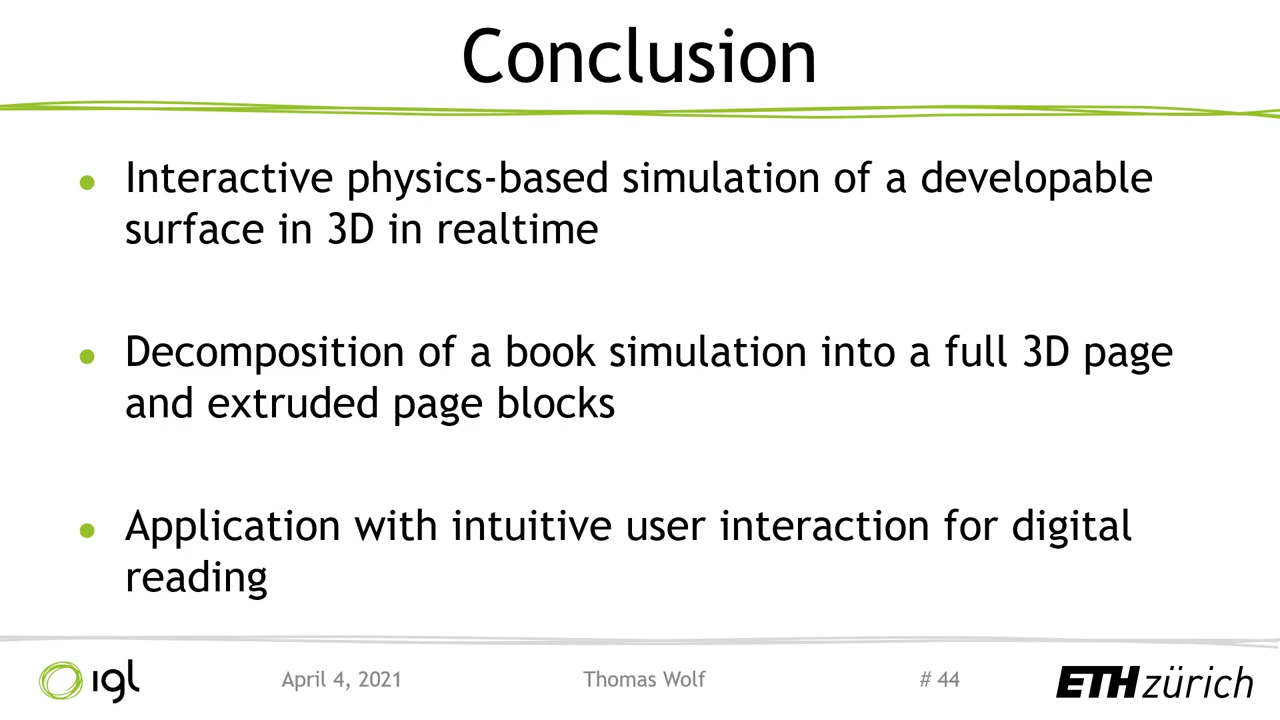 Conclusion
• Interactive physics-based simulation of a developable
surface in 3D in realtime
• Decomposition of a book simulation into a full 3D page
and extruded page blocks
• Application with intuitive user interaction for digital
reading
igl
April 4, 2021
Thomas Wolf
# 44
ETH zürich